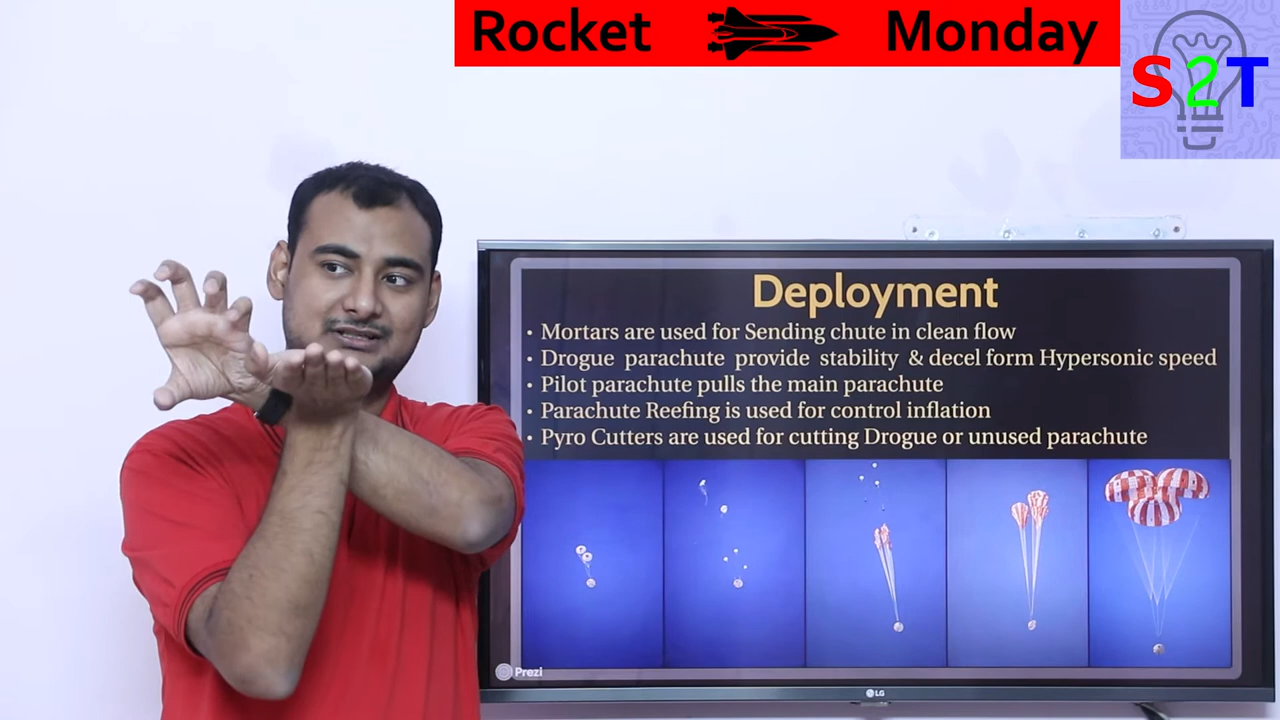 Rocket Monday
S2T
Deployment
• Mortars are used for Sending chute in clean flow
• Drogue parachute provide stability & decel form Hypersonic speed
• Pilot parachute pulls the main parachute
• Parachute Reefing is used for control inflation
• Pyro Cutters are used for cutting Drogue or unused parachute
Prezi
LG